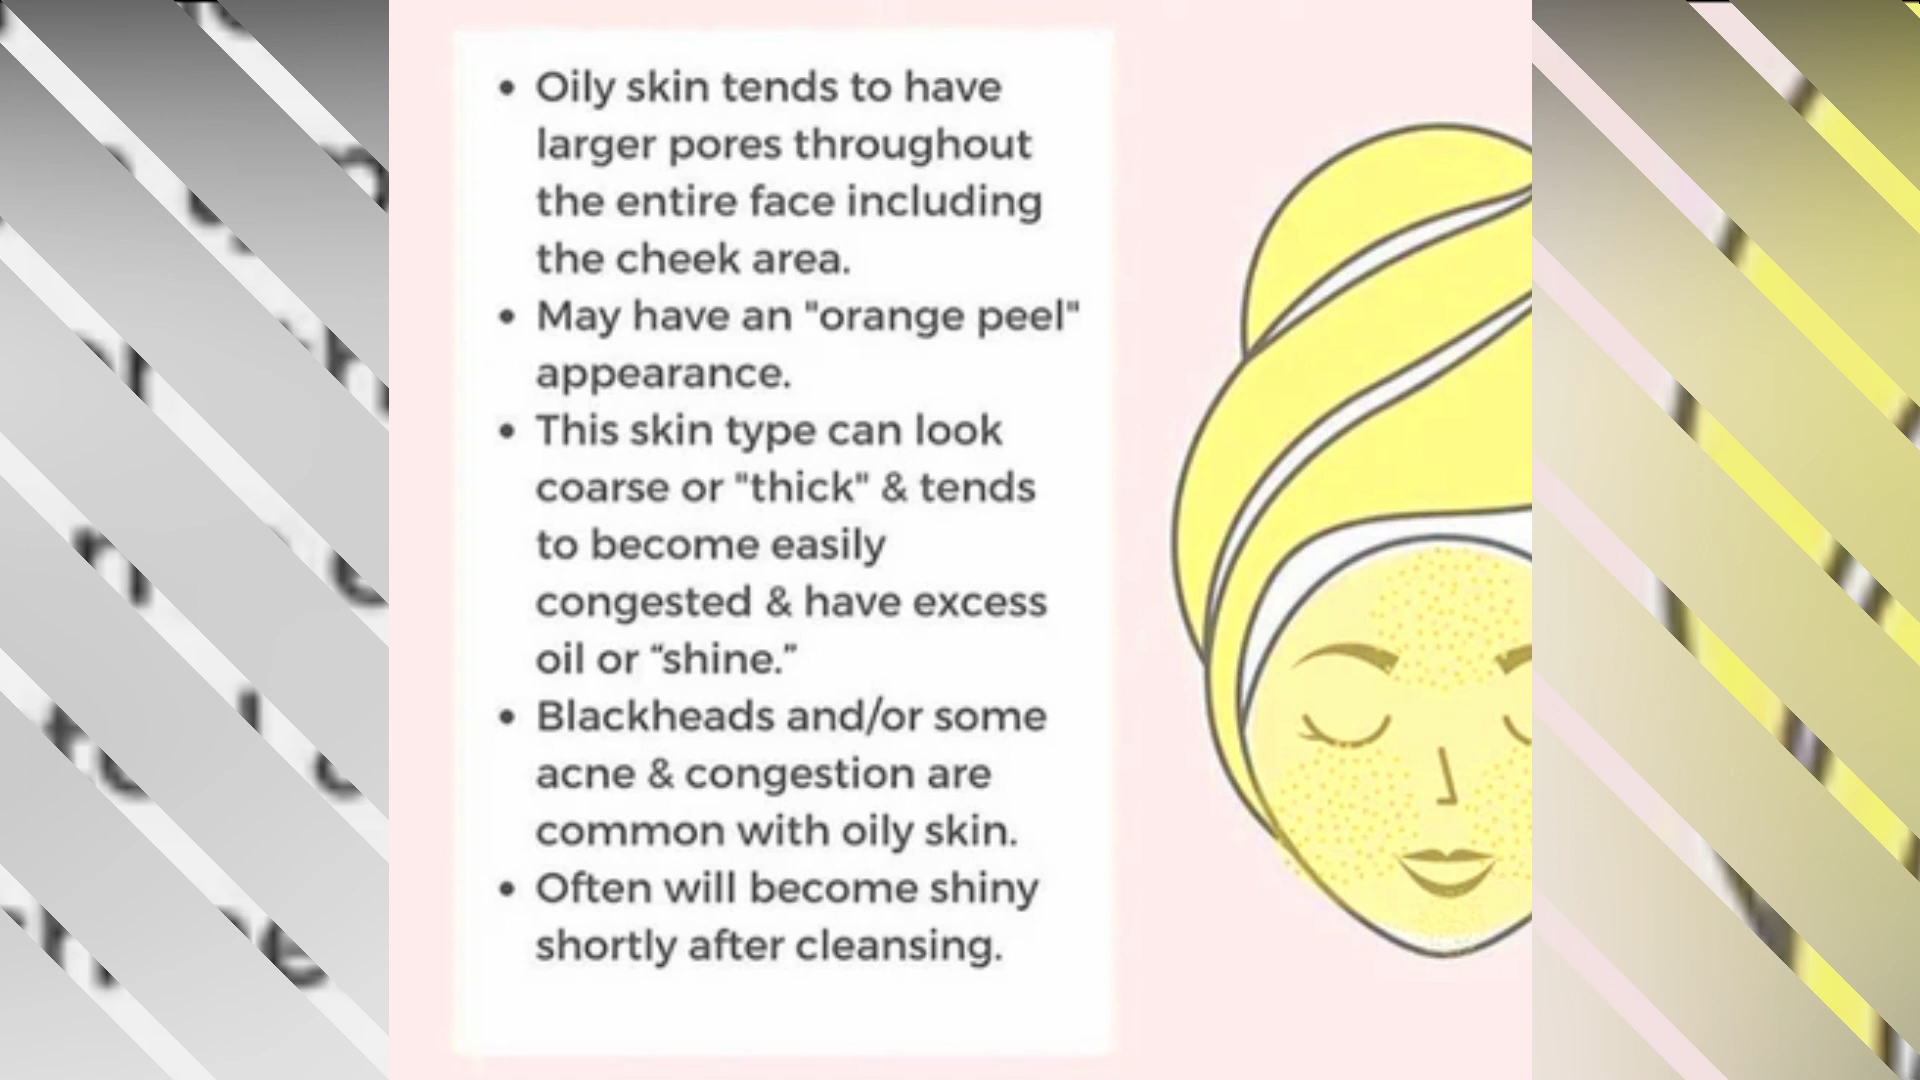 • Oily skin tends to have
larger pores throughout
the entire face including
the cheek area.
• May have an "orange peel"
appearance.
• This skin type can look
coarse or "thick" & tends
to become easily
congested & have excess
oil or “shine.”
• Blackheads and/or some
acne & congestion are
common with oily skin.
• Often will become shiny
shortly after cleansing.